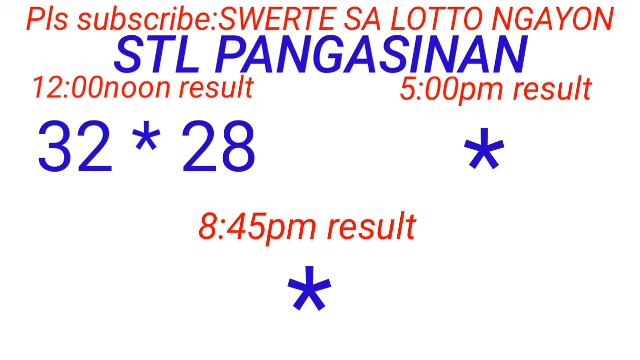 Pls subscribe:SWERTE SA LOTTO NGAYON
STL PANGASINAN
12:00noon result
5:00pm result
32 * 28
*
8:45pm result
*